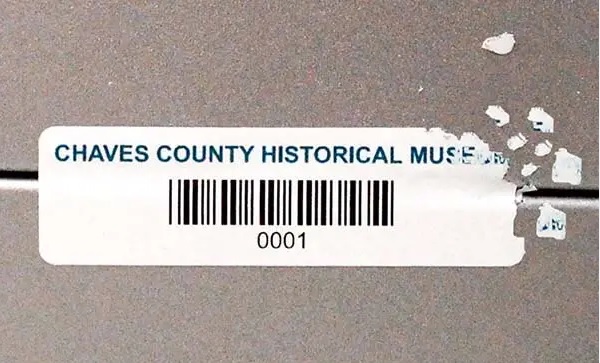 CHAVES COUNTY HISTORICAL MUSE
0001